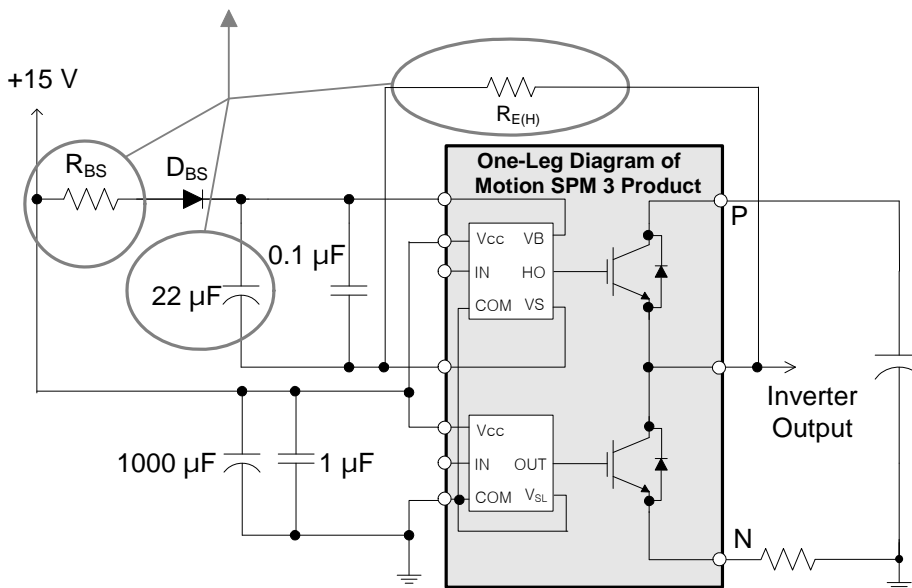 +15 V
R_E(H)
R_BS
D_BS
One-Leg Diagram of
Motion SPM 3 Product
P
Vcc
VB
0.1 µF
IN
HO
22 µF
COM
VS
Inverter
Output
Vcc
1000 µF
1 µF
IN
OUT
COM
V_SL
N